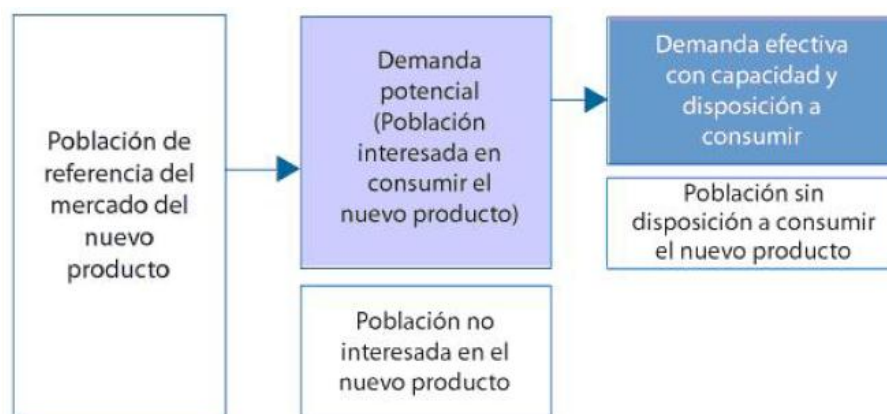 Población de
referencia del
mercado del
nuevo
producto
Demanda
potencial
(Población
interesada en
consumir el
nuevo producto)
Población no
interesada en el
nuevo producto
Demanda efectiva
con capacidad y
disposición a
consumir
Población sin
disposición a consumir
el nuevo producto